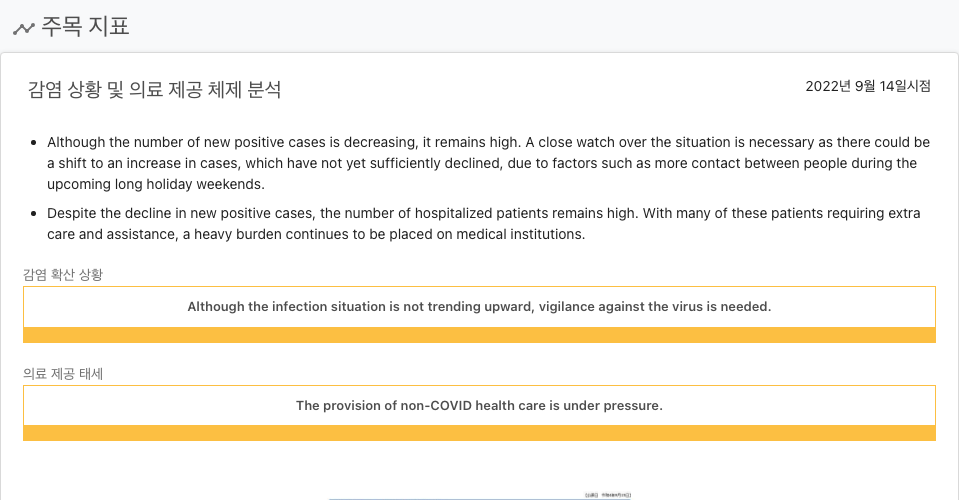 주목 지표
감염 상황 및 의료 제공 체제 분석
2022년 9월 14일시점
Although the number of new positive cases is decreasing, it remains high. A close watch over the situation is necessary as there could be
a shift to an increase in cases, which have not yet sufficiently declined, due to factors such as more contact between people during the
upcoming long holiday weekends.
Despite the decline in new positive cases, the number of hospitalized patients remains high. With many of these patients requiring extra
care and assistance, a heavy burden continues to be placed on medical institutions.
감염 확산 상황
Although the infection situation is not trending upward, vigilance against the virus is needed.
의료 제공 태세
The provision of non-COVID health care is under pressure.